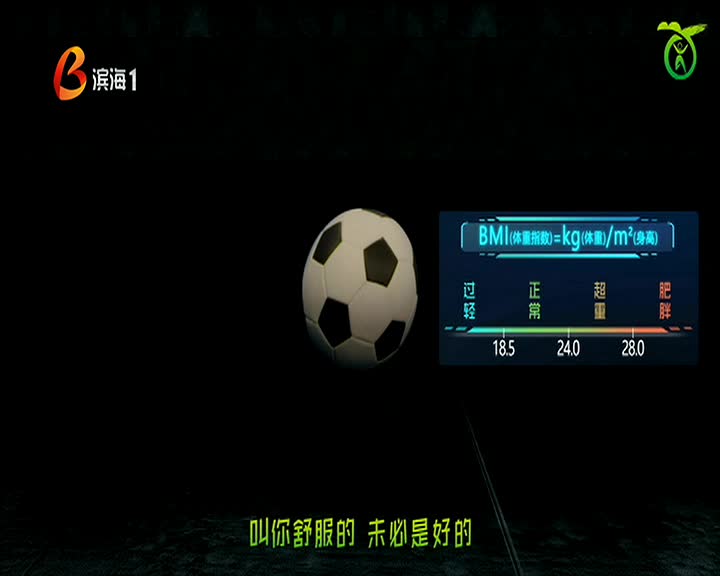 滨海1
BMI(体重指数)=kg(体重)/m²(身高)
过轻 正常 超重 肥胖
18.5 24.0 28.0
叫你舒服的 未必是好的